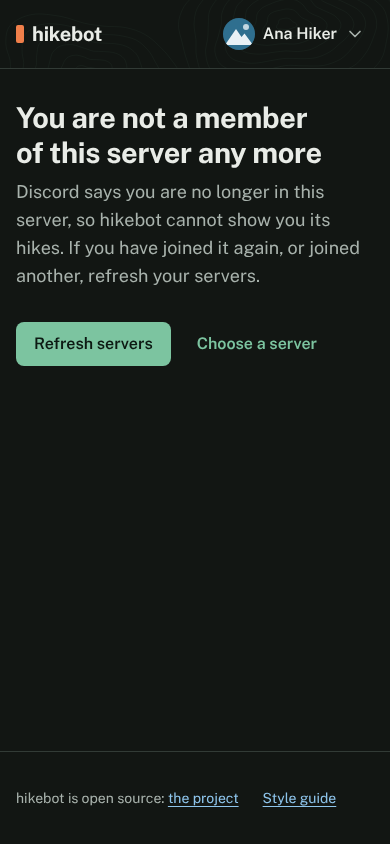 hikebot
Ana Hiker
You are not a member
of this server any more
Discord says you are no longer in this
server, so hikebot cannot show you its
hikes. If you have joined it again, or joined
another, refresh your servers.
Refresh servers
Choose a server
hikebot is open source: the project
Style guide